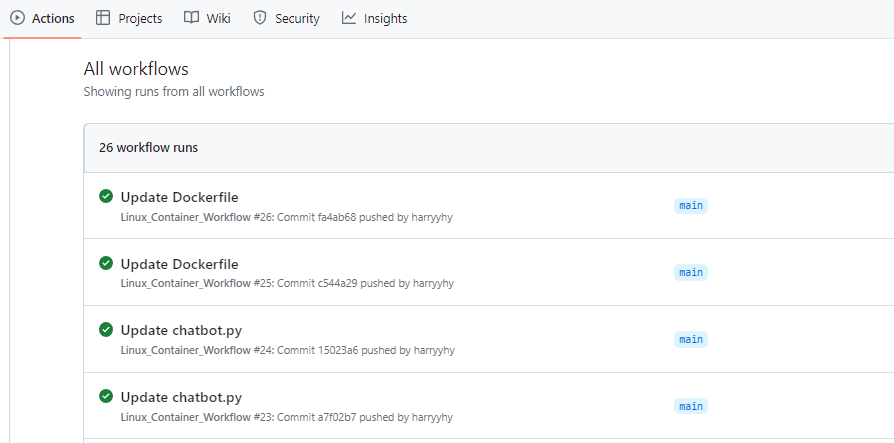 Actions Projects Wiki Security Insights
All workflows
Showing runs from all workflows
26 workflow runs
Update Dockerfile
main
Linux_Container_Workflow #26: Commit fa4ab68 pushed by harryyhy
Update Dockerfile
main
Linux_Container_Workflow #25: Commit c544a29 pushed by harryyhy
Update chatbot.py
main
Linux_Container_Workflow #24: Commit 15023a6 pushed by harryyhy
Update chatbot.py
main
Linux_Container_Workflow #23: Commit a7f02b7 pushed by harryyhy